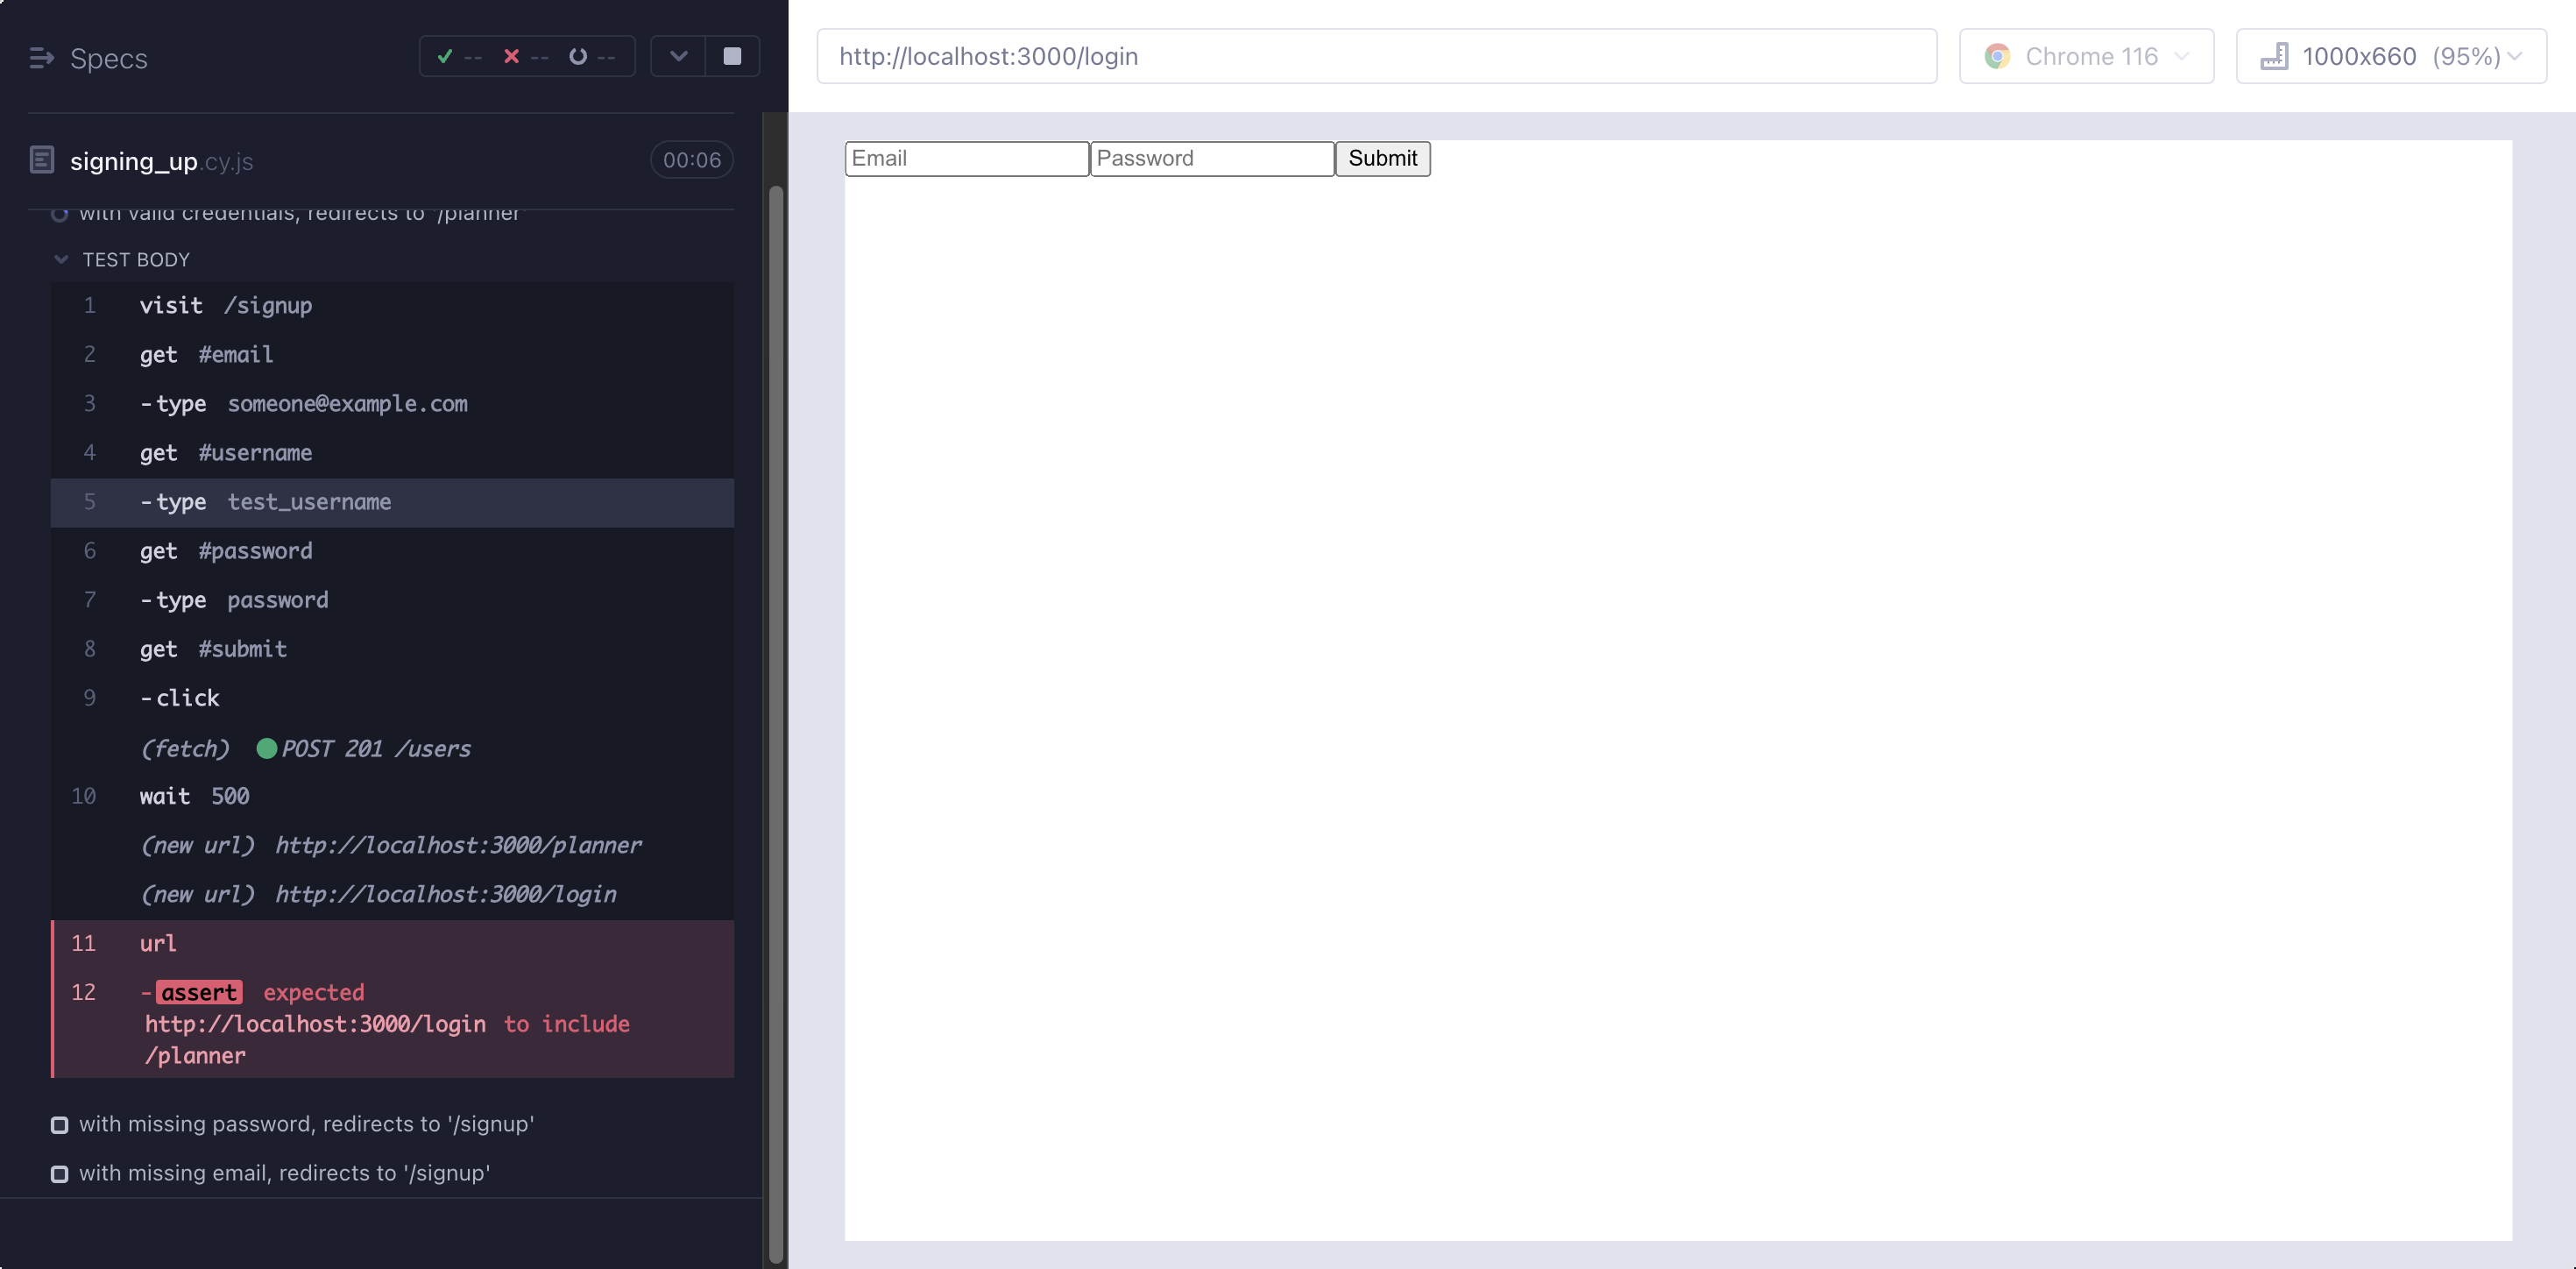 Specs
-- -- --
signing_up.cy.js 00:06
with valid credentials, redirects to '/planner'
TEST BODY
1 visit /signup
2 get #email
3 -type someone@example.com
4 get #username
5 -type test_username
6 get #password
7 -type password
8 get #submit
9 -click
(fetch) POST 201 /users
10 wait 500
(new url) http://localhost:3000/planner
(new url) http://localhost:3000/login
11 url
12 -assert expected
http://localhost:3000/login to include
/planner
with missing password, redirects to '/signup'
with missing email, redirects to '/signup'
http://localhost:3000/login
Chrome 116
1000x660 (95%)
Email Password Submit